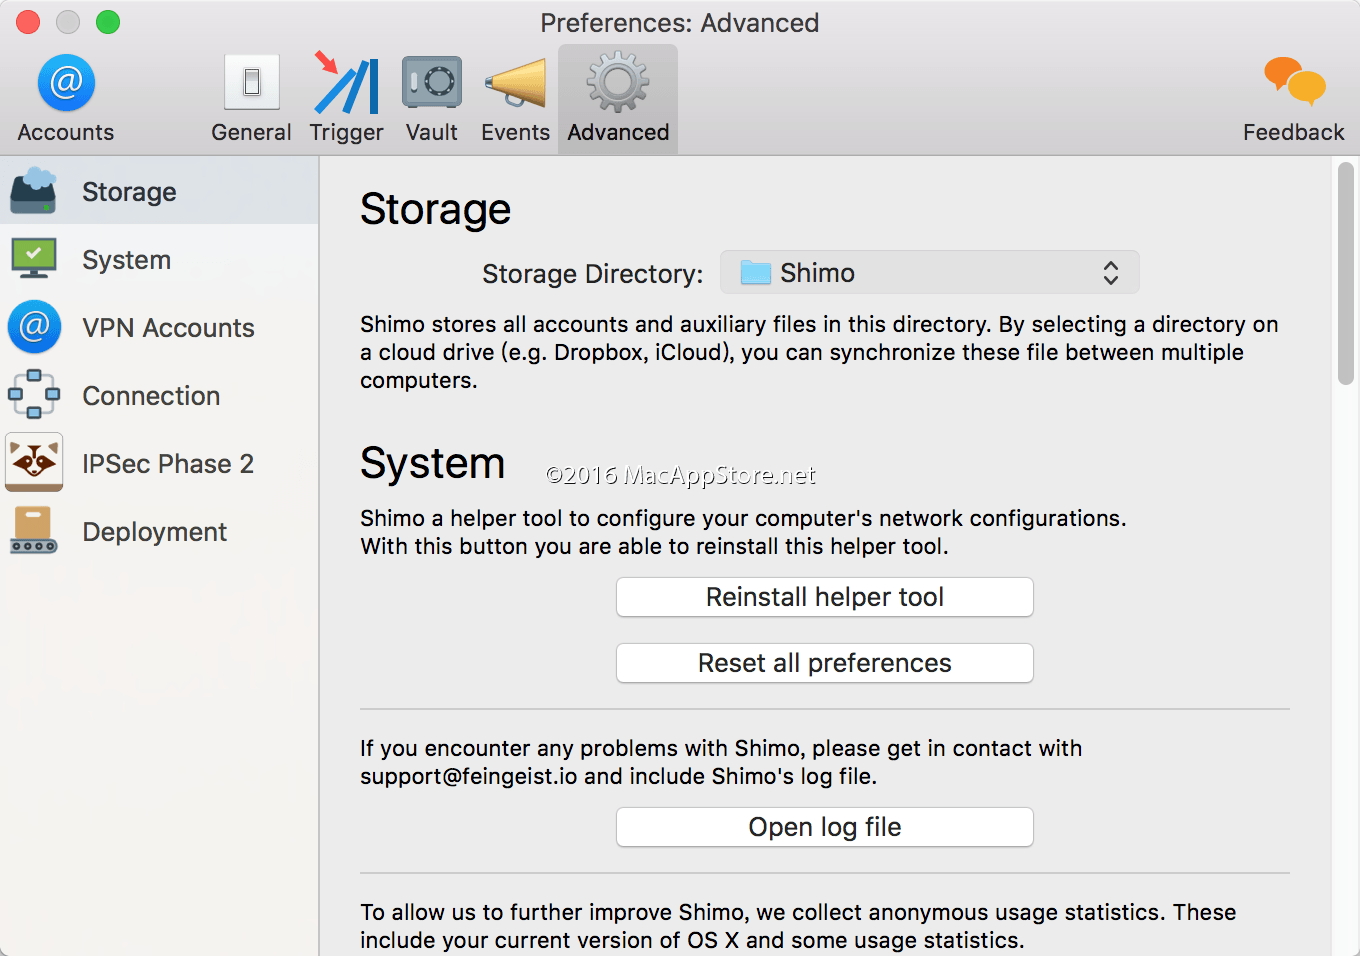 Preferences: Advanced
Accounts
General
Trigger
Vault
Events
Advanced
Feedback
Storage
System
VPN Accounts
Connection
IPSec Phase 2
Deployment
Storage
Storage Directory: Shimo
Shimo stores all accounts and auxiliary files in this directory. By selecting a directory on
a cloud drive (e.g. Dropbox, iCloud), you can synchronize these file between multiple
computers.
System
©2016 MacAppStore.net
Shimo a helper tool to configure your computer's network configurations.
With this button you are able to reinstall this helper tool.
Reinstall helper tool
Reset all preferences
If you encounter any problems with Shimo, please get in contact with
support@feingeist.io and include Shimo's log file.
Open log file
To allow us to further improve Shimo, we collect anonymous usage statistics. These
include your current version of OS X and some usage statistics.